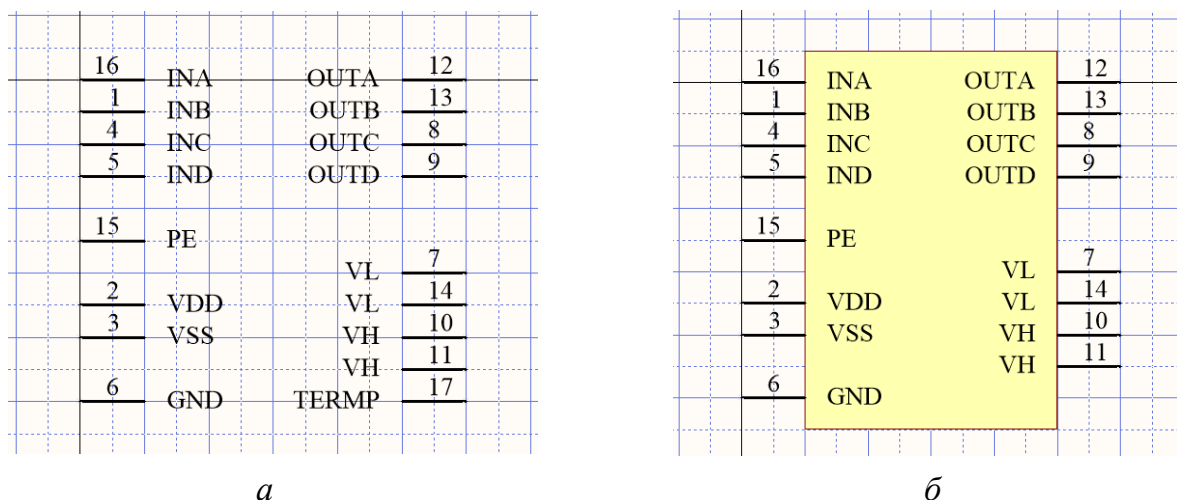 16 INA OUTA 12
1 INB OUTB 13
4 INC OUTC 8
5 IND OUTD 9
15 PE
VL 7
2 VDD VL 14
3 VSS VH 10
VH 11
6 GND TERMP 17
а
16 INA OUTA 12
1 INB OUTB 13
4 INC OUTC 8
5 IND OUTD 9
15 PE
VL 7
2 VDD VL 14
3 VSS VH 10
VH 11
6 GND
б